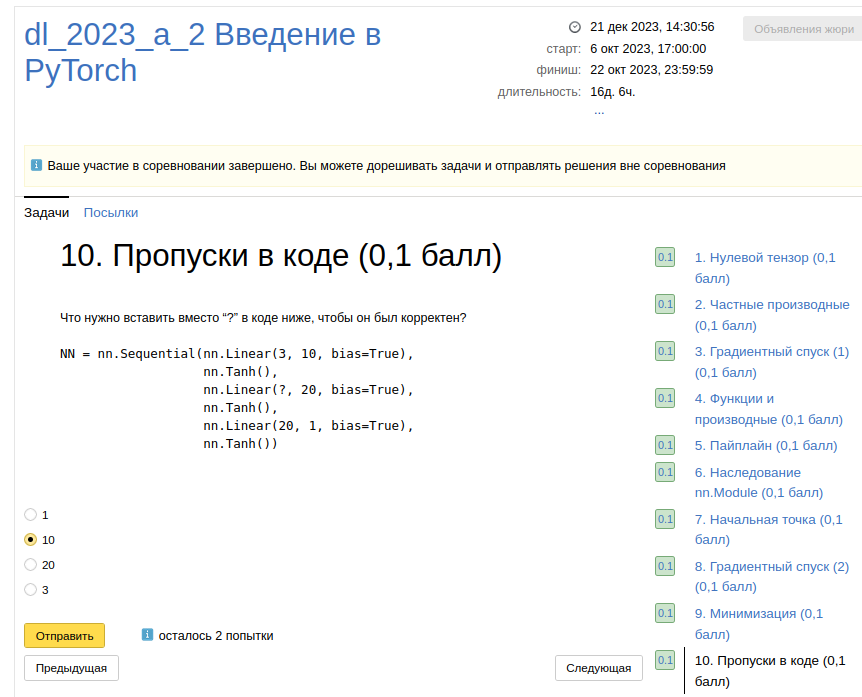 dl_2023_a_2 Введение в
PyTorch
21 дек 2023, 14:30:56
старт: 6 окт 2023, 17:00:00
финиш: 22 окт 2023, 23:59:59
длительность: 16д. 6ч.
...
Объявления жюри
Ваше участие в соревновании завершено. Вы можете дорешивать задачи и отправлять решения вне соревнования
Задачи Посылки
10. Пропуски в коде (0,1 балл)
Что нужно вставить вместо “?” в коде ниже, чтобы он был корректен?
NN = nn.Sequential(nn.Linear(3, 10, bias=True),
nn.Tanh(),
nn.Linear(?, 20, bias=True),
nn.Tanh(),
nn.Linear(20, 1, bias=True),
nn.Tanh())
1
10
20
3
Отправить
осталось 2 попытки
Предыдущая
Следующая
0.1 1. Нулевой тензор (0,1
балл)
0.1 2. Частные производные
(0,1 балл)
0.1 3. Градиентный спуск (1)
(0,1 балл)
0.1 4. Функции и
производные (0,1 балл)
0.1 5. Пайплайн (0,1 балл)
0.1 6. Наследование
nn.Module (0,1 балл)
0.1 7. Начальная точка (0,1
балл)
0.1 8. Градиентный спуск (2)
(0,1 балл)
0.1 9. Минимизация (0,1
балл)
0.1 10. Пропуски в коде (0,1
балл)